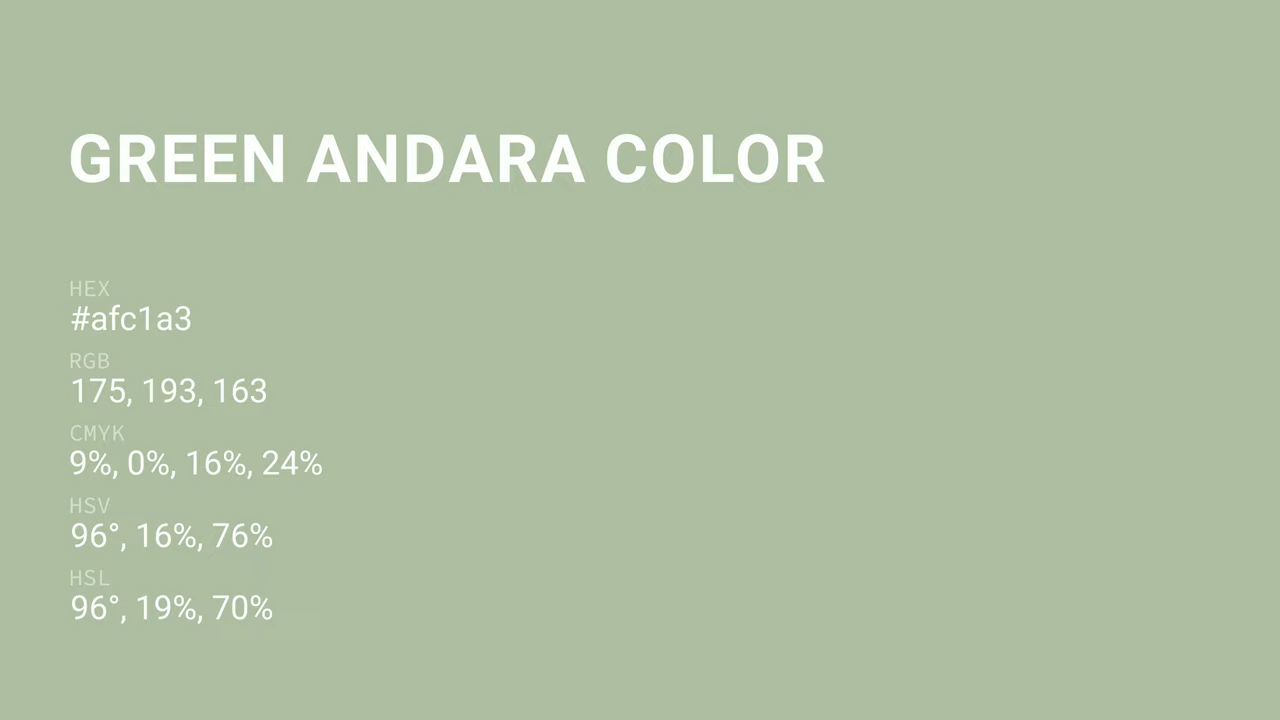 GREEN ANDARA COLOR
HEX
#afc1a3
RGB
175, 193, 163
CMYK
9%, 0%, 16%, 24%
HSV
96°, 16%, 76%
HSL
96°, 19%, 70%